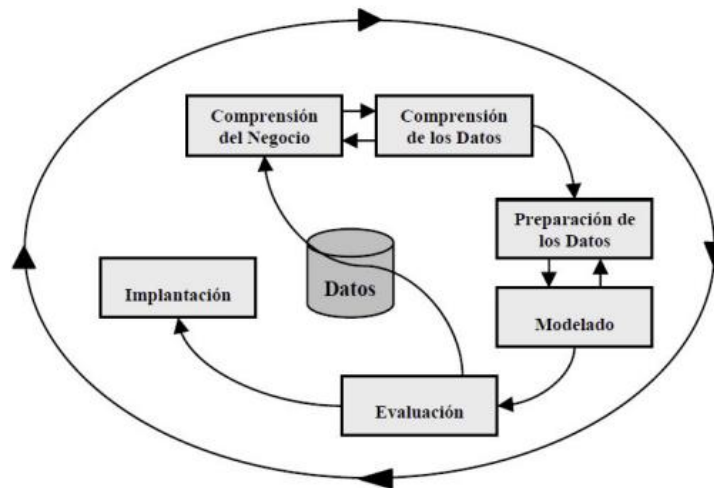 Comprensión
del Negocio
Comprensión
de los Datos
Preparación de
los Datos
Datos
Implantación
Modelado
Evaluación